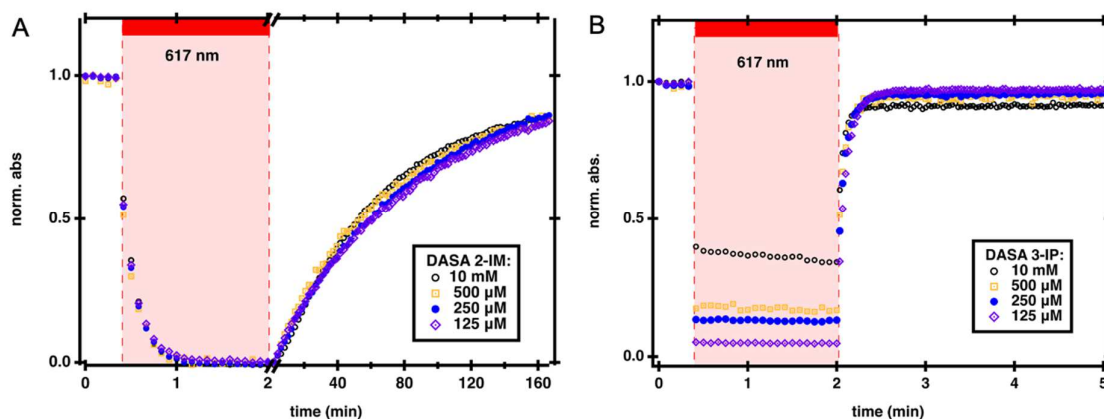 A
617 nm
1.0
0.5
0.0
norm. abs
DASA 2-IM:
10 mM
500 µM
250 µM
125 µM
0
1
2
40
80
120
160
time (min)
B
617 nm
1.0
0.5
0.0
norm. abs.
DASA 3-IP:
10 mM
500 µM
250 µM
125 µM
0
1
2
3
4
5
time (min)